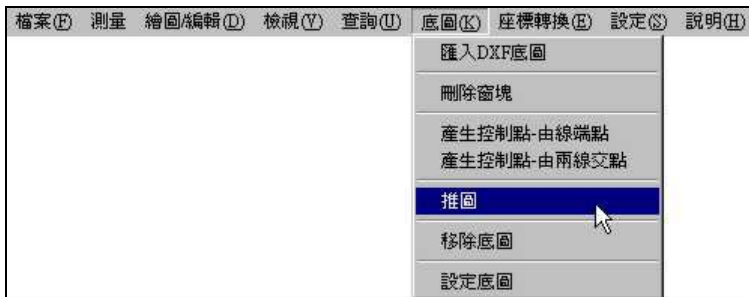 檔案(F) 測量 繪圖/編輯(D) 檢視(V) 查詢(U) 底圖(K) 座標轉換(E) 設定(S) 說明(H)
匯入DXF底圖
刪除窗塊
產生控制點-由線端點
產生控制點-由兩線交點
推圖
移除底圖
設定底圖